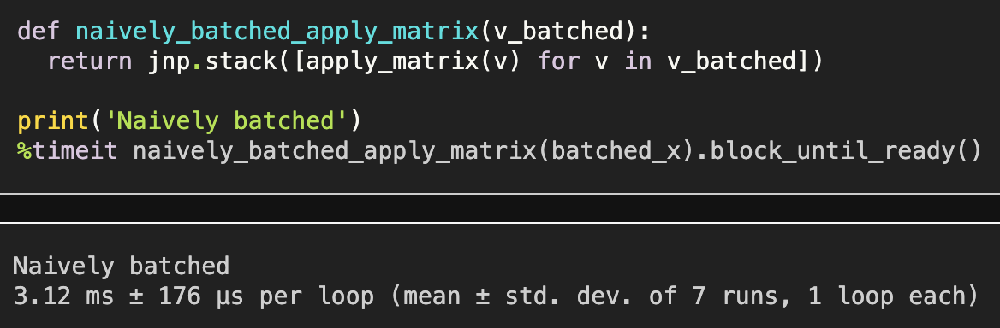 def naively_batched_apply_matrix(v_batched):
  return jnp.stack([apply_matrix(v) for v in v_batched])

print('Naively batched')
%timeit naively_batched_apply_matrix(batched_x).block_until_ready()

Naively batched
3.12 ms ± 176 μs per loop (mean ± std. dev. of 7 runs, 1 loop each)